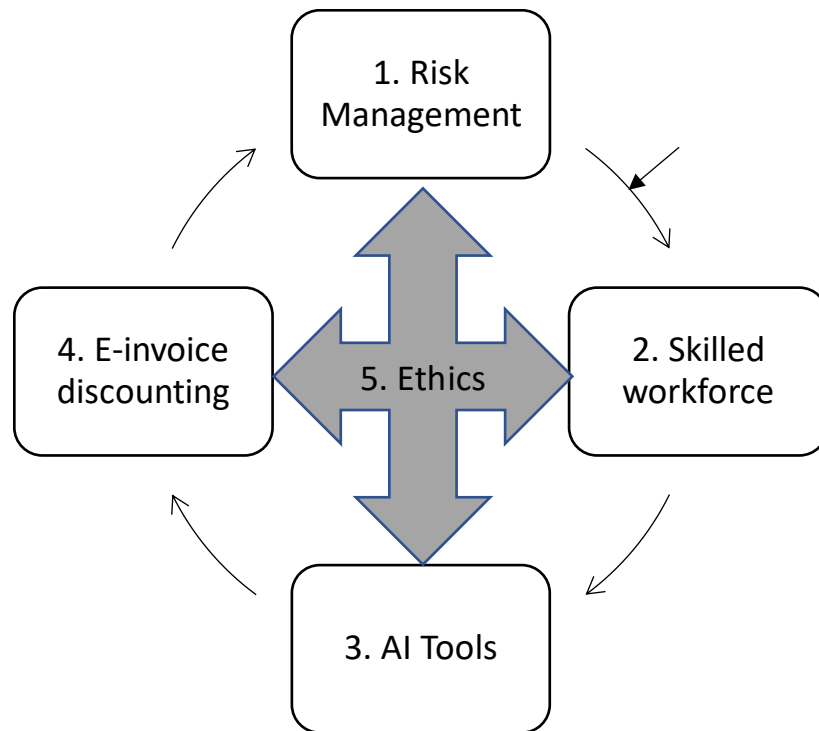 1. Risk
Management
4. E-invoice
discounting
5. Ethics
2. Skilled
workforce
3. AI Tools